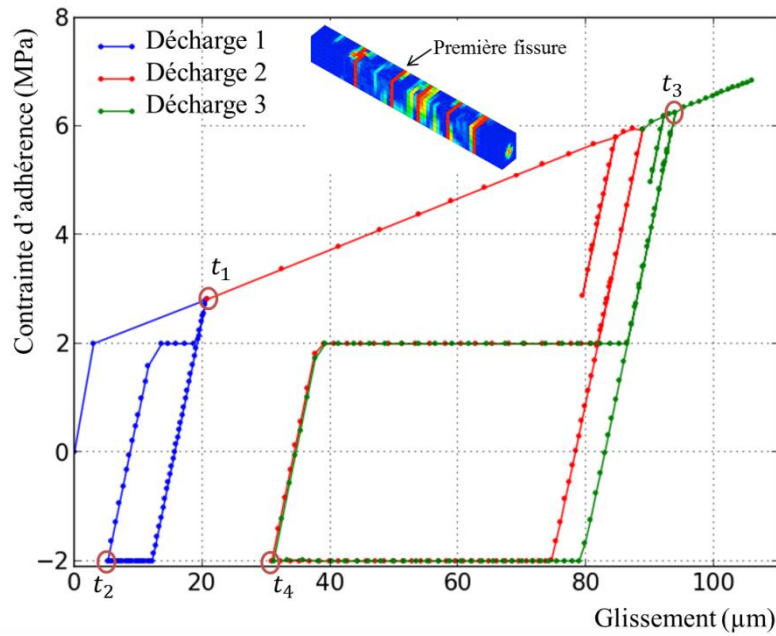 8
Décharge 1
Décharge 2
Décharge 3
Première fissure
t3
6
4
t1
2
0
−2
t2
t4
0
20
40
60
80
100
Contrainte d'adhérence (MPa)
Glissement (µm)